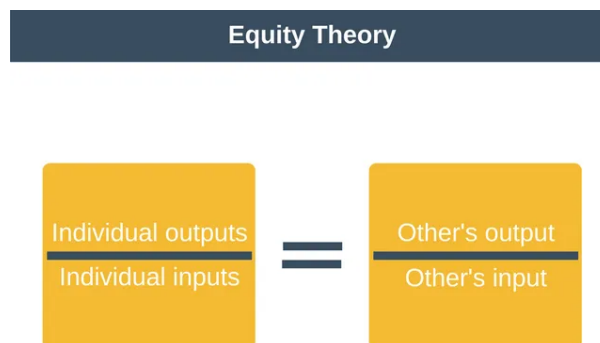 Equity Theory
Individual outputs
Individual inputs
=
Other's output
Other's input